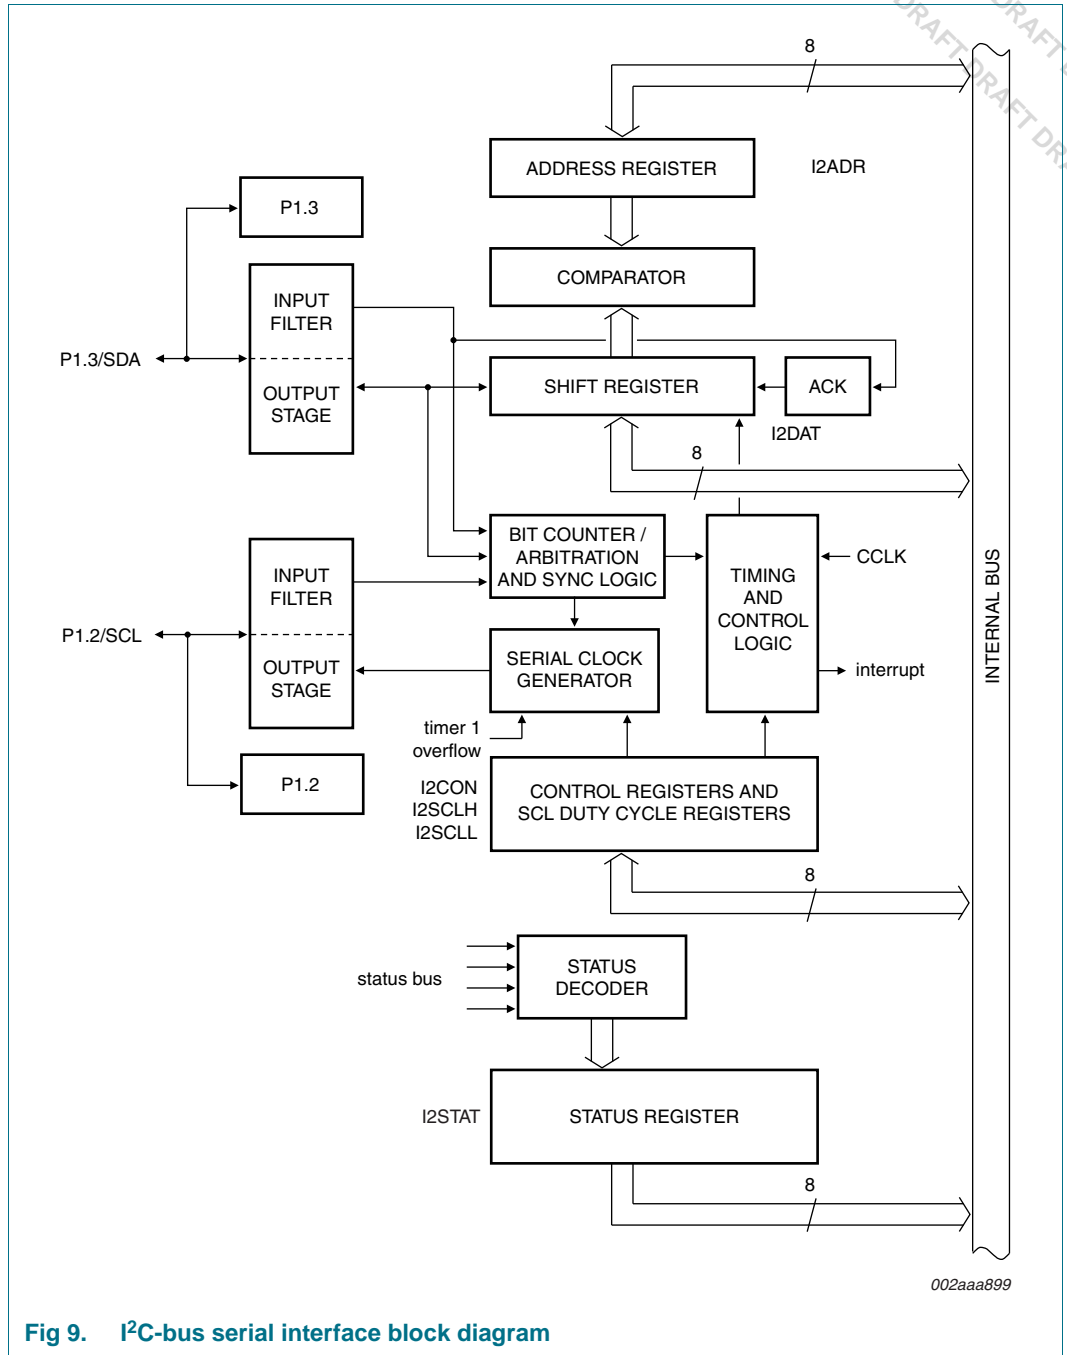 DRAFT DRAFT DRAFT
DRAFT
8
ADDRESS REGISTER
I2ADR
P1.3
COMPARATOR
INPUT
FILTER
P1.3/SDA
OUTPUT
STAGE
SHIFT REGISTER
ACK
I2DAT
8
BIT COUNTER /
ARBITRATION
AND SYNC LOGIC
CCLK
INPUT
FILTER
TIMING
AND
CONTROL
LOGIC
INTERNAL BUS
P1.2/SCL
OUTPUT
STAGE
SERIAL CLOCK
GENERATOR
interrupt
timer 1
overflow
P1.2
I2CON
I2SCLH
I2SCLL
CONTROL REGISTERS AND
SCL DUTY CYCLE REGISTERS
8
status bus
STATUS
DECODER
I2STAT
STATUS REGISTER
8
002aaa899
Fig 9. I²C-bus serial interface block diagram